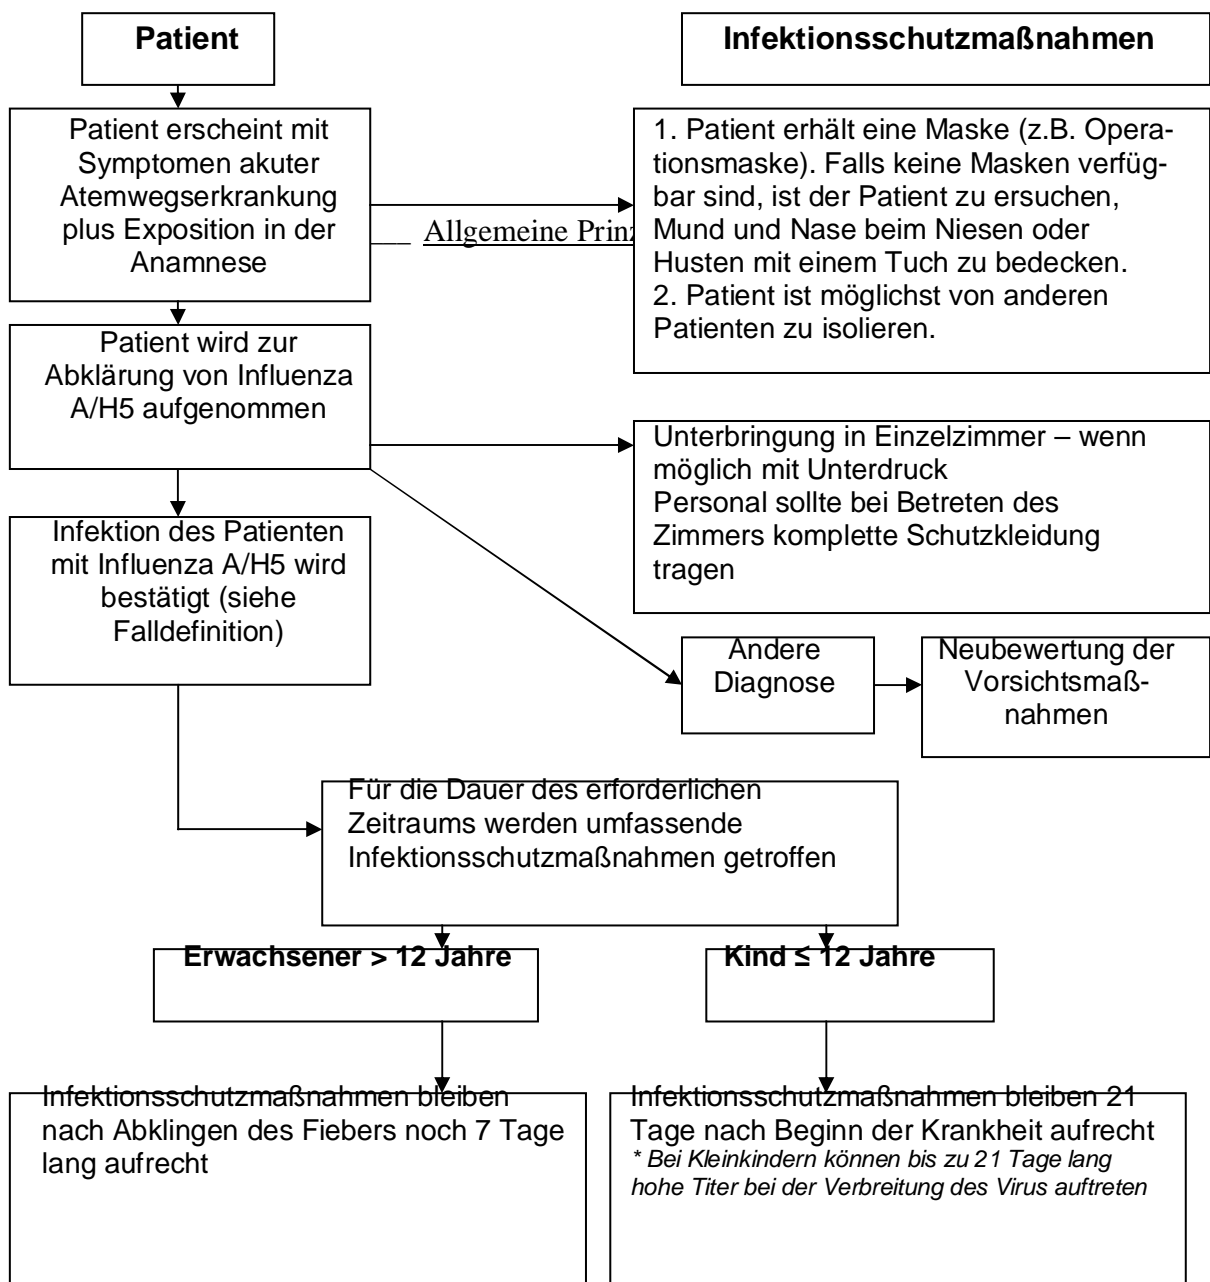 Patient
Infektionsschutzmaßnahmen
Patient erscheint mit
Symptomen akuter
Atemwegserkrankung
plus Exposition in der
Anamnese
___ Allgemeine Prinz
1. Patient erhält eine Maske (z.B. Opera-
tionsmaske). Falls keine Masken verfüg-
bar sind, ist der Patient zu ersuchen,
Mund und Nase beim Niesen oder
Husten mit einem Tuch zu bedecken.
2. Patient ist möglichst von anderen
Patienten zu isolieren.
Patient wird zur
Abklärung von Influenza
A/H5 aufgenommen
Unterbringung in Einzelzimmer – wenn
möglich mit Unterdruck
Personal sollte bei Betreten des
Zimmers komplette Schutzkleidung
tragen
Infektion des Patienten
mit Influenza A/H5 wird
bestätigt (siehe
Falldefinition)
Andere
Diagnose
Neubewertung der
Vorsichtsmaß-
nahmen
Für die Dauer des erforderlichen
Zeitraums werden umfassende
Infektionsschutzmaßnahmen getroffen
Erwachsener > 12 Jahre
Kind ≤ 12 Jahre
Infektionsschutzmaßnahmen bleiben
nach Abklingen des Fiebers noch 7 Tage
lang aufrecht
Infektionsschutzmaßnahmen bleiben 21
Tage nach Beginn der Krankheit aufrecht
* Bei Kleinkindern können bis zu 21 Tage lang
hohe Titer bei der Verbreitung des Virus auftreten